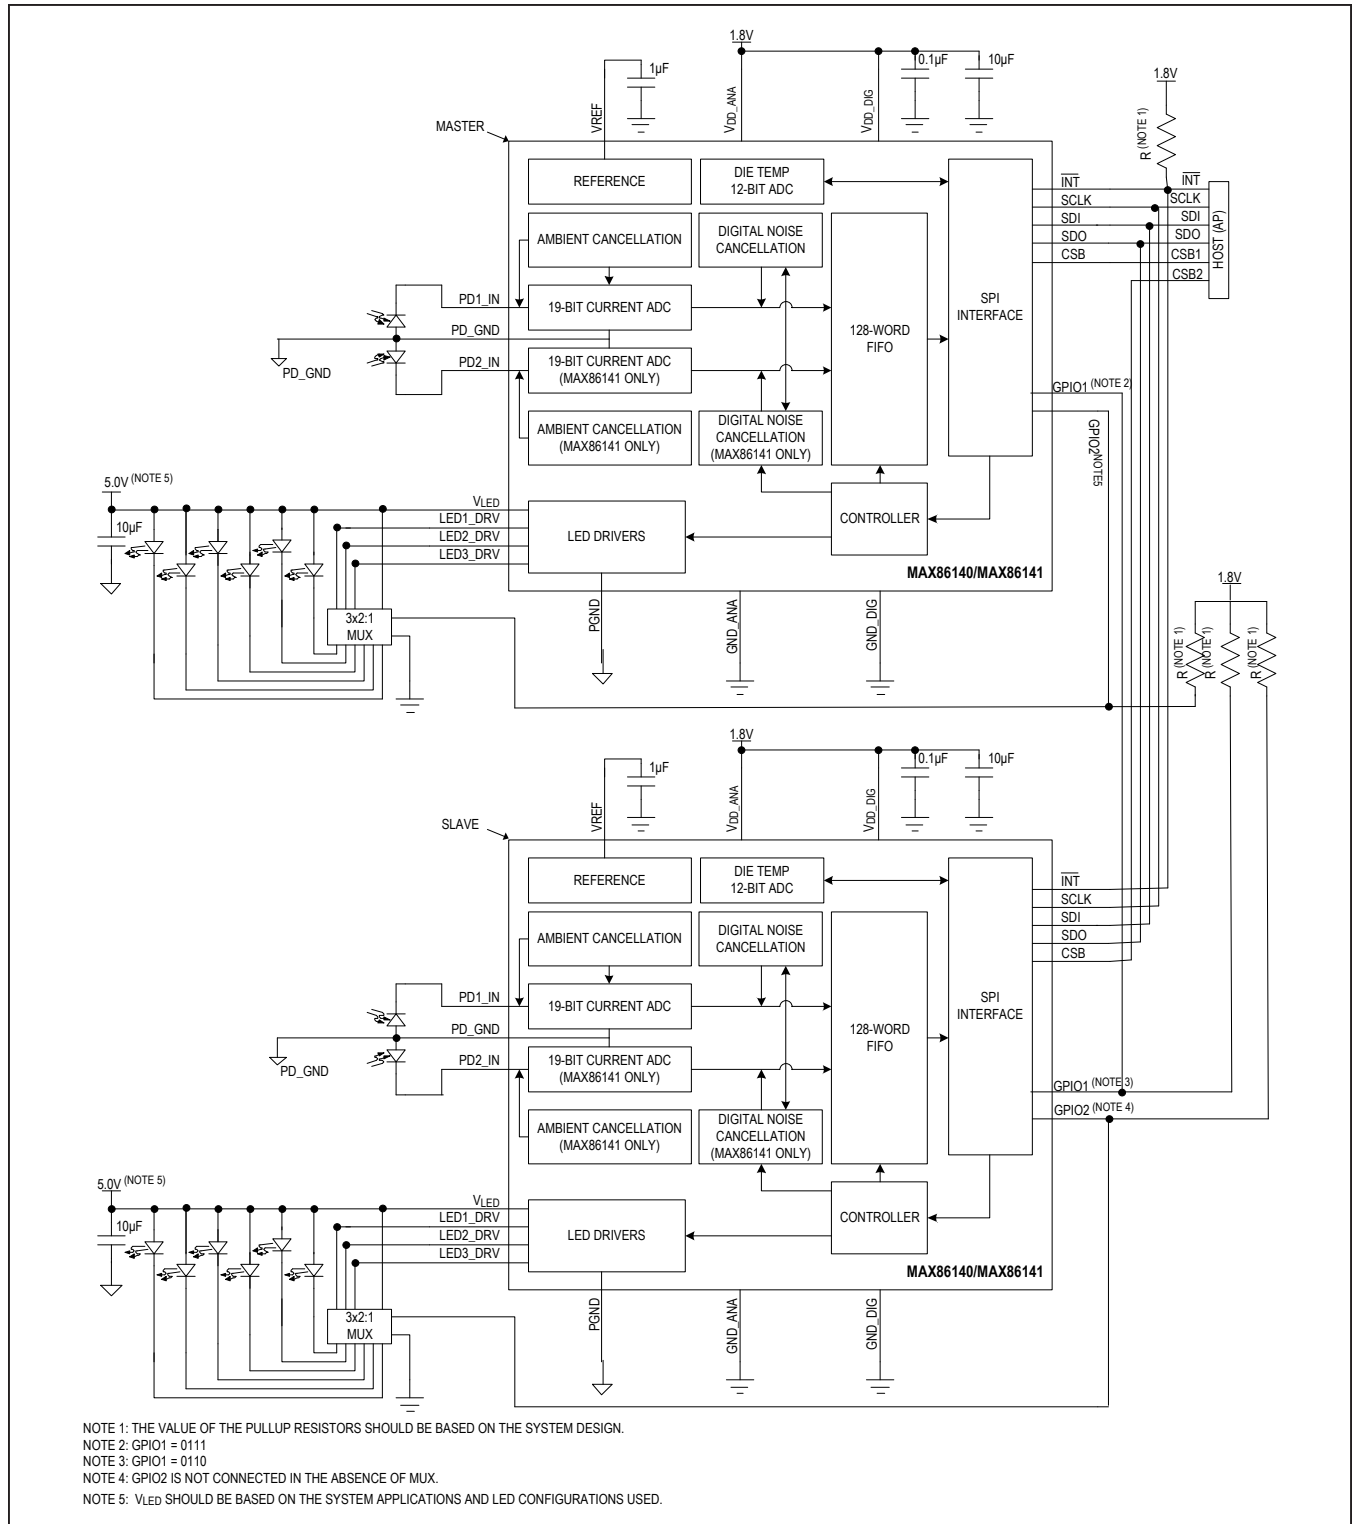 1.8V
1µF
0.1µF
10µF
1.8V
VREF
VDD_ANA
VDD_DIG
R (NOTE 1)
MASTER
REFERENCE
DIE TEMP
12-BIT ADC
INT
INT
SCLK
SCLK
SDI
SDI
SDO
SDO
CSB
CSB1
CSB2
HOST (AP)
AMBIENT CANCELLATION
DIGITAL NOISE
CANCELLATION
PD1_IN
19-BIT CURRENT ADC
128-WORD
FIFO
SPI
INTERFACE
PD_GND
PD_GND
PD2_IN
19-BIT CURRENT ADC
(MAX86141 ONLY)
GPIO1 (NOTE 2)
AMBIENT CANCELLATION
(MAX86141 ONLY)
DIGITAL NOISE
CANCELLATION
(MAX86141 ONLY)
GPIO2 NOTE5
5.0V (NOTE 5)
10µF
VLED
LED1_DRV
LED2_DRV
LED3_DRV
LED DRIVERS
CONTROLLER
MAX86140/MAX86141
1.8V
3x2:1
MUX
PGND
GND_ANA
GND_DIG
R (NOTE 1)
R (NOTE 1)
R (NOTE 1)
1.8V
1µF
0.1µF
10µF
VREF
VDD_ANA
VDD_DIG
SLAVE
REFERENCE
DIE TEMP
12-BIT ADC
INT
SCLK
SDI
SDO
CSB
AMBIENT CANCELLATION
DIGITAL NOISE
CANCELLATION
PD1_IN
19-BIT CURRENT ADC
128-WORD
FIFO
SPI
INTERFACE
PD_GND
PD_GND
PD2_IN
19-BIT CURRENT ADC
(MAX86141 ONLY)
GPIO1 (NOTE 3)
GPIO2 (NOTE 4)
AMBIENT CANCELLATION
(MAX86141 ONLY)
DIGITAL NOISE
CANCELLATION
(MAX86141 ONLY)
5.0V (NOTE 5)
10µF
VLED
LED1_DRV
LED2_DRV
LED3_DRV
LED DRIVERS
CONTROLLER
MAX86140/MAX86141
3x2:1
MUX
PGND
GND_ANA
GND_DIG
NOTE 1: THE VALUE OF THE PULLUP RESISTORS SHOULD BE BASED ON THE SYSTEM DESIGN.
NOTE 2: GPIO1 = 0111
NOTE 3: GPIO1 = 0110
NOTE 4: GPIO2 IS NOT CONNECTED IN THE ABSENCE OF MUX.
NOTE 5: VLED SHOULD BE BASED ON THE SYSTEM APPLICATIONS AND LED CONFIGURATIONS USED.